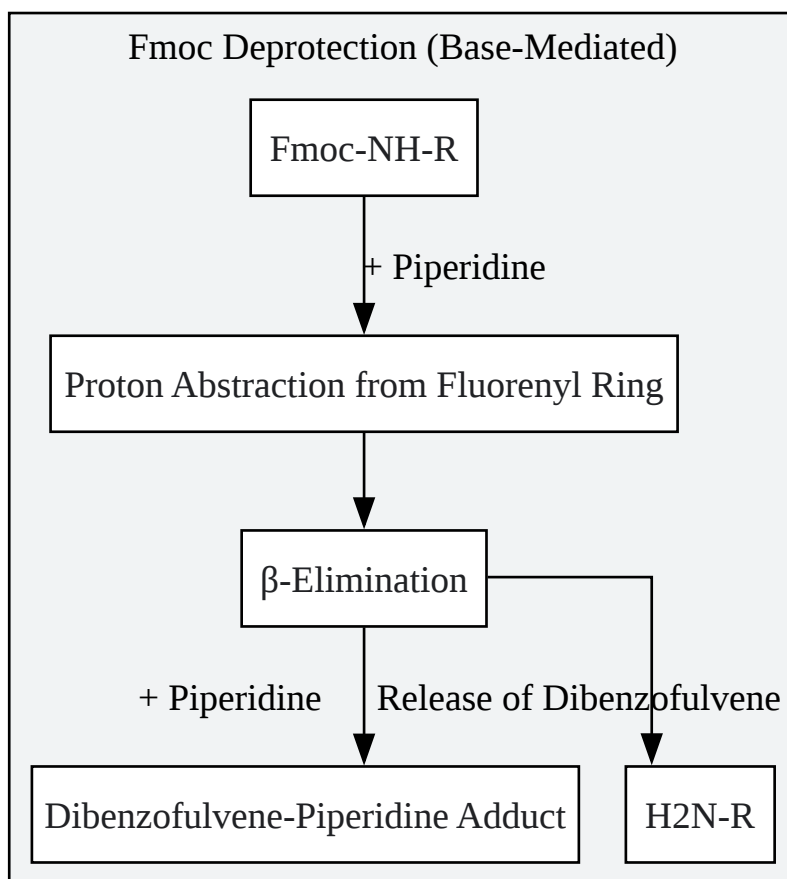 Fmoc Deprotection (Base-Mediated)
Fmoc-NH-R
+ Piperidine
Proton Abstraction from Fluorenyl Ring
β-Elimination
+ Piperidine
Release of Dibenzofulvene
Dibenzofulvene-Piperidine Adduct
H2N-R